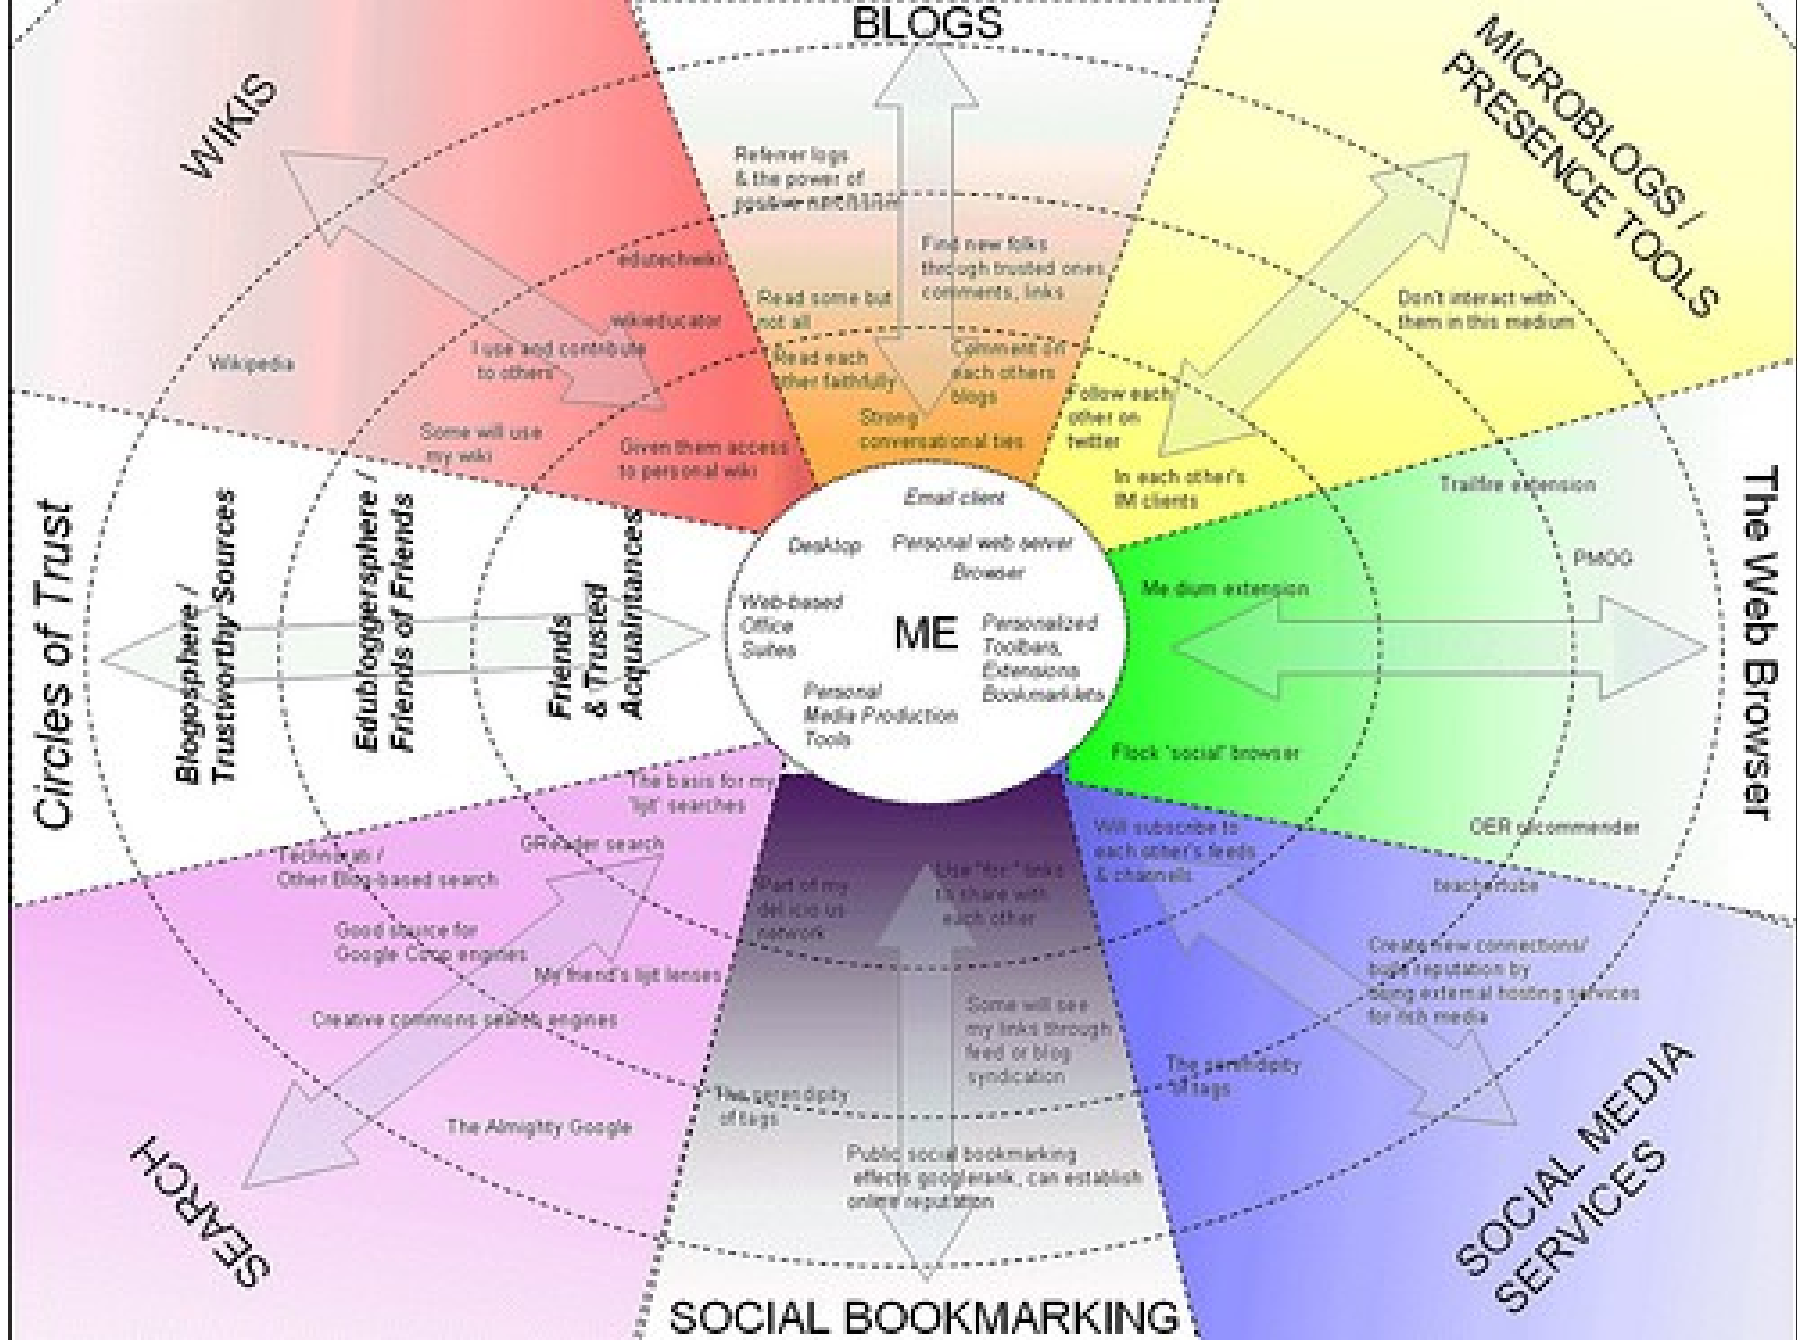 BLOGS
Referrer logs
& the power of
positive narcissism
Find new folks
through trusted ones,
comments, links
Read some but
not all
Read each
other faithfully
Comment on
each others
blogs
Strong
conversational ties
MICROBLOGS /
PRESENCE TOOLS
Don't interact with
them in this medium
Follow each
other on
twitter
In each other's
IM clients
The Web Browser
Trailfire extension
PMOG
Me dium extension
Flock 'social' browser
OER recommender
SOCIAL MEDIA
SERVICES
Will subscribe to
each other's feeds
& channels
teachertube
Create new connections/
build reputation by
using external hosting services
for rich media
The serendipity
of tags
SOCIAL BOOKMARKING
Use "for:" links
to share with
each other
Part of my
del.icio.us
network
Some will see
my links through
feed or blog
syndication
The serendipity
of tags
Public social bookmarking
effects googlerank, can establish
online reputation
SEARCH
The basis for my
'lijit' searches
GReader search
Technorati /
Other Blog-based search
Good source for
Google Coop engines
My friend's lijit lenses
Creative commons search engines
The Almighty Google
Circles of Trust
Blogosphere /
Trustworthy Sources
Edubloggersphere /
Friends of Friends
Friends
& Trusted
Acquaintances
WIKIS
edutechwiki
wikieducator
I use and contribute
to others'
Wikipedia
Some will use
my wiki
Given them access
to personal wiki
Email client
Desktop
Personal web server
Browser
Web-based
Office
Suites
ME
Personalized
Toolbars,
Extensions
Bookmarklets
Personal
Media Production
Tools